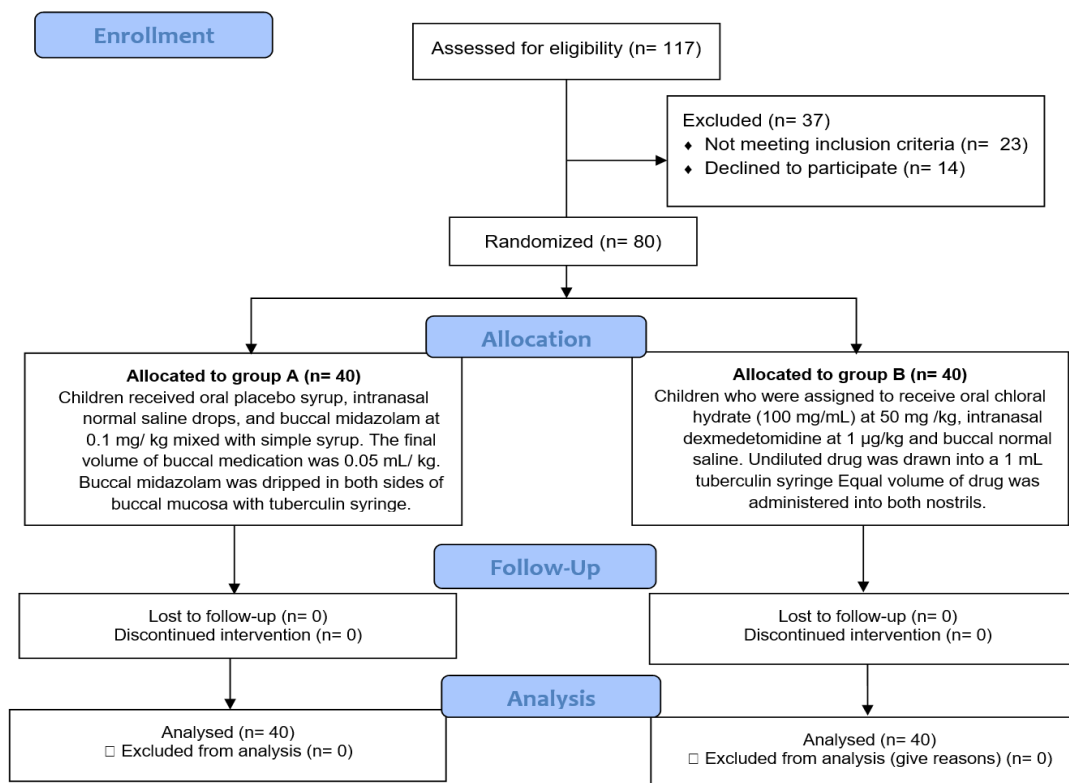 Enrollment
Assessed for eligibility (n= 117)
Excluded (n= 37)
♦ Not meeting inclusion criteria (n= 23)
♦ Declined to participate (n= 14)
Randomized (n= 80)
Allocation
Allocated to group A (n= 40)
Children received oral placebo syrup, intranasal
normal saline drops, and buccal midazolam at
0.1 mg/ kg mixed with simple syrup. The final
volume of buccal medication was 0.05 mL/ kg.
Buccal midazolam was dripped in both sides of
buccal mucosa with tuberculin syringe.
Allocated to group B (n= 40)
Children who were assigned to receive oral chloral
hydrate (100 mg/mL) at 50 mg /kg, intranasal
dexmedetomidine at 1 µg/kg and buccal normal
saline. Undiluted drug was drawn into a 1 mL
tuberculin syringe Equal volume of drug was
administered into both nostrils.
Follow-Up
Lost to follow-up (n= 0)
Discontinued intervention (n= 0)
Lost to follow-up (n= 0)
Discontinued intervention (n= 0)
Analysis
Analysed (n= 40)
□ Excluded from analysis (n= 0)
Analysed (n= 40)
□ Excluded from analysis (give reasons) (n= 0)